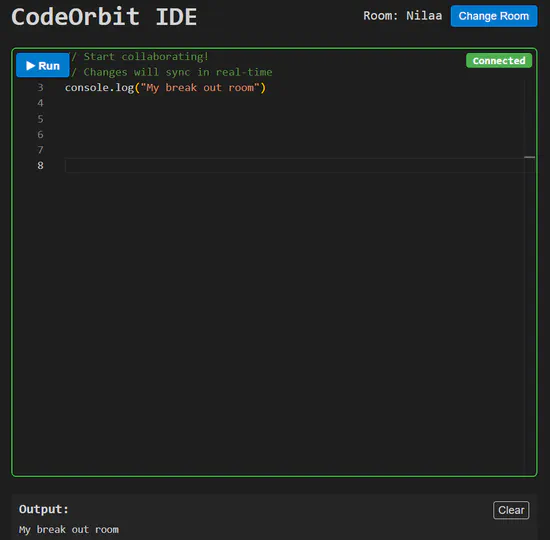 CodeOrbit IDE
Room: Nilaa
Change Room
Run
/ Start collaborating!
Connected
/ Changes will sync in real-time
3 console.log("My break out room")
4
5
6
7
8
Output:
Clear
My break out room